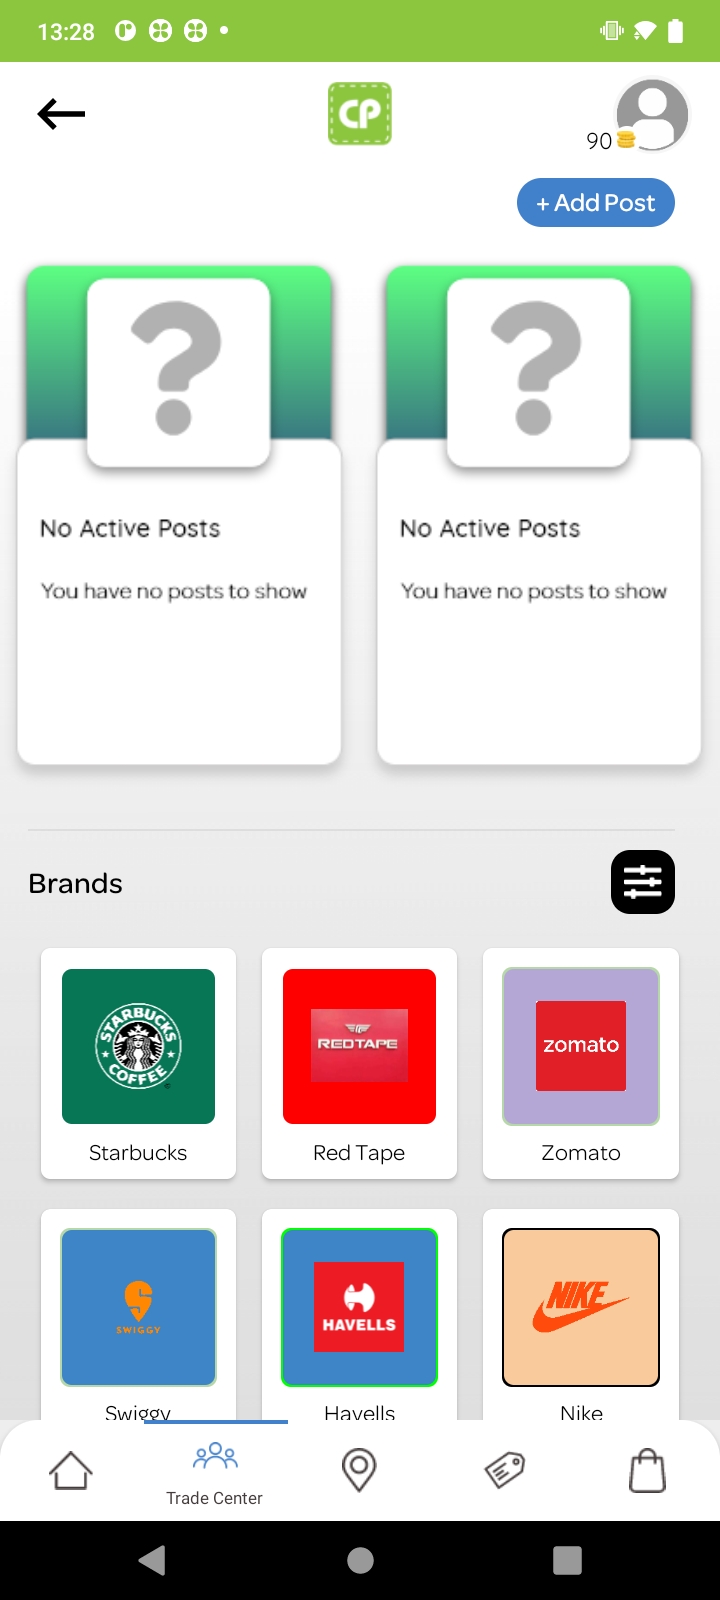 13:28
CP
90
+ Add Post
No Active Posts
You have no posts to show
No Active Posts
You have no posts to show
Brands
STARBUCKS
COFFEE
REDTAPE
zomato
Starbucks
Red Tape
Zomato
SWIGGY
HAVELLS
NIKE
Swiggy
Havells
Nike
Trade Center